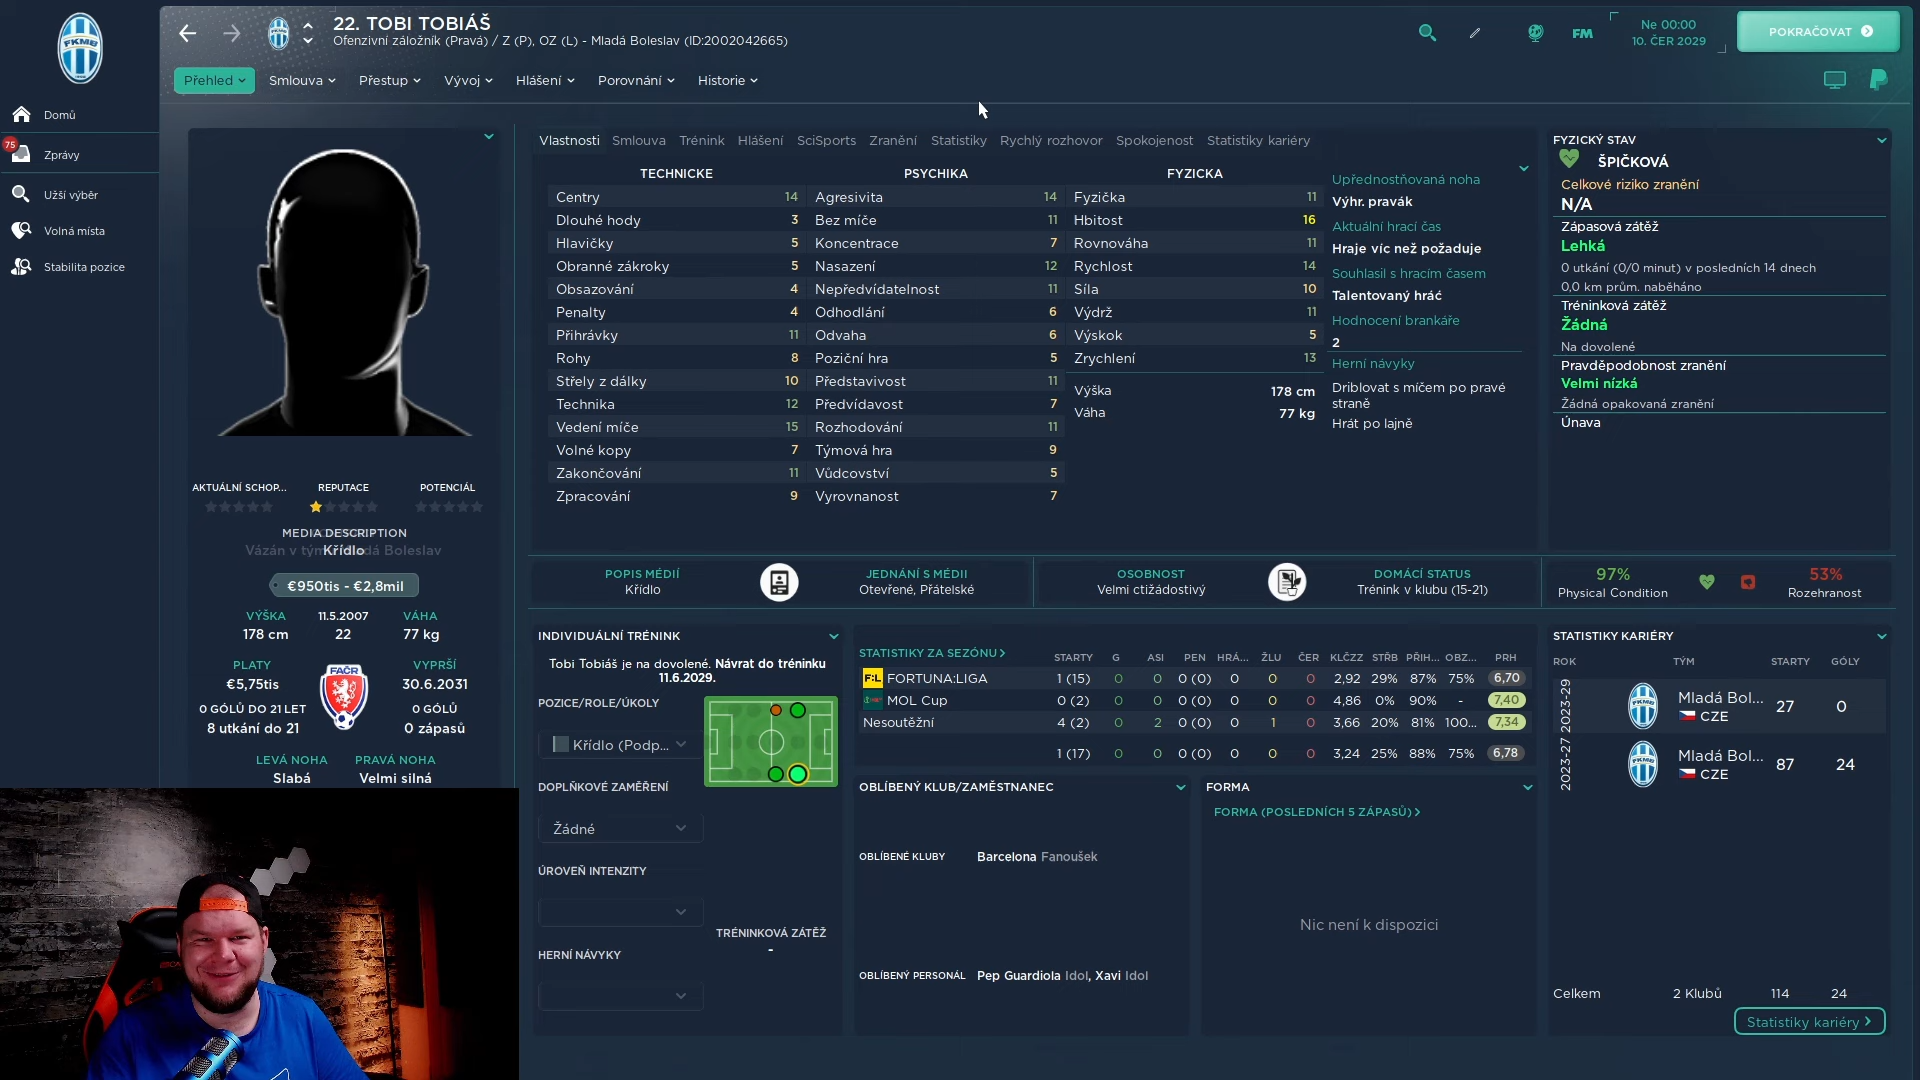 22. TOBI TOBIÁŠ
Ofenzivní záložník (Pravá) / Z (P), OZ (L) - Mladá Boleslav (ID:2002042665)
Ne 00:00
10. ČER 2029
POKRAČOVAT
FM
FKMB
Přehled
Smlouva
Přestup
Vývoj
Hlášení
Porovnání
Historie
Domů
75
Zprávy
Užší výběr
Volná místa
Stabilita pozice
AKTUÁLNÍ SCHOP...
REPUTACE
POTENCIÁL
MEDIA DESCRIPTION
Křídlo
€950tis - €2,8mil
VÝŠKA 11.5.2007 VÁHA
178 cm 22 77 kg
PLATY VYPRŠÍ
€5,75tis 30.6.2031
0 GÓLŮ DO 21 LET 0 GÓLŮ
8 utkání do 21 0 zápasů
FAČR
LEVÁ NOHA PRAVÁ NOHA
Slabá Velmi silná
Vlastnosti Smlouva Trénink Hlášení SciSports Zranění Statistiky Rychlý rozhovor Spokojenost Statistiky kariéry
TECHNICKE
Centry 14
Dlouhé hody 3
Hlavičky 5
Obranné zákroky 5
Obsazování 4
Penalty 4
Přihrávky 11
Rohy 8
Střely z dálky 10
Technika 12
Vedení míče 15
Volné kopy 7
Zakončování 11
Zpracování 9
PSYCHIKA
Agresivita 14
Bez míče 11
Koncentrace 7
Nasazení 12
Nepředvídatelnost 11
Odhodlání 6
Odvaha 6
Poziční hra 5
Představivost 11
Předvídavost 7
Rozhodování 11
Týmová hra 9
Vůdcovství 5
Vyrovnanost 7
FYZICKA
Fyzička 11
Hbitost 16
Rovnováha 11
Rychlost 14
Síla 10
Výdrž 11
Výskok 5
Zrychlení 13
Výška 178 cm
Váha 77 kg
Upřednostňovaná noha
Výhr. pravák
Aktuální hrací čas
Hraje víc než požaduje
Souhlasil s hracím časem
Talentovaný hráč
Hodnocení brankáře
2
Herní návyky
Driblovat s míčem po pravé
straně
Hrát po lajně
FYZICKÝ STAV
ŠPIČKOVÁ
Celkové riziko zranění
N/A
Zápasová zátěž
Lehká
0 utkání (0/0 minut) v posledních 14 dnech
0,0 km prům. naběháno
Tréninková zátěž
Žádná
Na dovolené
Pravděpodobnost zranění
Velmi nízká
Žádná opakovaná zranění
Únava
POPIS MÉDIÍ
Křídlo
JEDNÁNÍ S MÉDII
Otevřené, Přátelské
OSOBNOST
Velmi ctižádostivý
DOMÁCÍ STATUS
Trénink v klubu (15-21)
97%
Physical Condition
53%
Rozehranost
INDIVIDUÁLNÍ TRÉNINK
Tobi Tobiáš je na dovolené. Návrat do tréninku
11.6.2029.
POZICE/ROLE/ÚKOLY
Křídlo (Podp...
DOPLŇKOVÉ ZAMĚŘENÍ
Žádné
ÚROVEŇ INTENZITY
HERNÍ NÁVYKY
TRÉNINKOVÁ ZÁTĚŽ
-
STATISTIKY ZA SEZÓNU STARTY G ASI PEN HRÁ... ŽLU ČER KLČZZ STŘB PŘIH... OBZ... PRH
F:L FORTUNA:LIGA 1 (15) 0 0 0 (0) 0 0 0 2,92 29% 87% 75% 6,70
MOL Cup 0 (2) 0 0 0 (0) 0 0 0 4,86 0% 90% - 7,40
Nesoutěžní 4 (2) 0 2 0 (0) 0 1 0 3,66 20% 81% 100... 7,34
1 (17) 0 0 0 (0) 0 0 0 3,24 25% 88% 75% 6,78
OBLÍBENÝ KLUB/ZAMĚSTNANEC
OBLÍBENÉ KLUBY Barcelona Fanoušek
OBLÍBENÝ PERSONÁL Pep Guardiola Idol, Xavi Idol
FORMA
FORMA (POSLEDNÍCH 5 ZÁPASŮ)
Nic není k dispozici
STATISTIKY KARIÉRY
ROK TÝM STARTY GÓLY
2023-29 Mladá Bol... 27 0
CZE
2023-27 Mladá Bol... 87 24
CZE
Celkem 2 Klubů 114 24
Statistiky kariéry